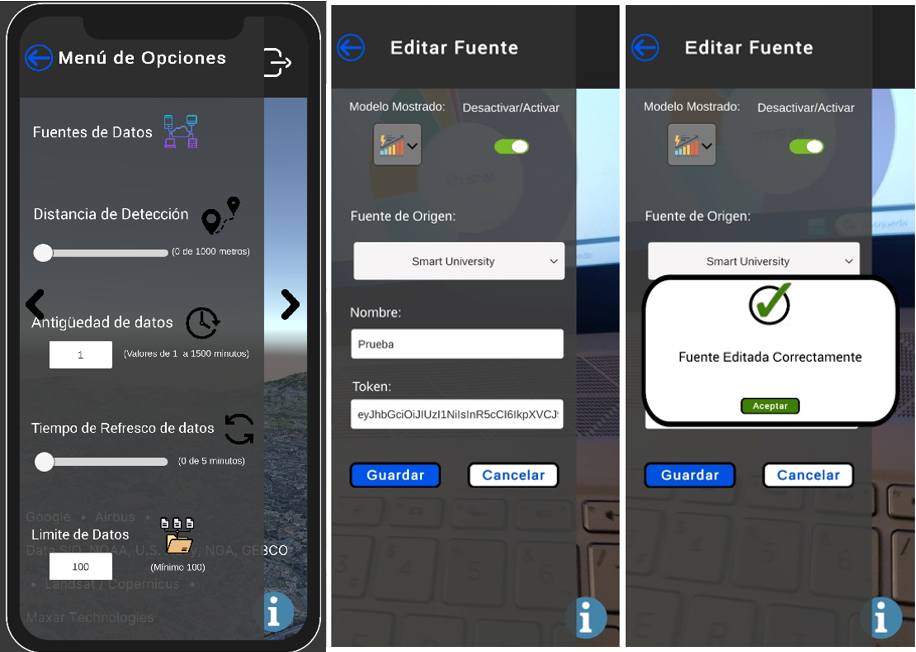 Menú de Opciones
Fuentes de Datos
Distancia de Detección
(0 de 1000 metros)
Antigüedad de datos
1
(Valores de 1 a 1500 minutos)
Tiempo de Refresco de datos
(0 de 5 minutos)
Google • Airbus •
Limite de Datos
Data SIO, NOAA, U.S. Navy, NGA, GEBCO
100
(Mínimo 100)
• Landsat / Copernicus •
Maxar Technologies
i
Editar Fuente
Modelo Mostrado:
Desactivar/Activar
Fuente de Origen:
Smart University
Nombre:
Prueba
Token:
Guardar
Cancelar
i
Editar Fuente
Modelo Mostrado:
Desactivar/Activar
Fuente de Origen:
Smart University
Fuente Editada Correctamente
Aceptar
Guardar
Cancelar
i